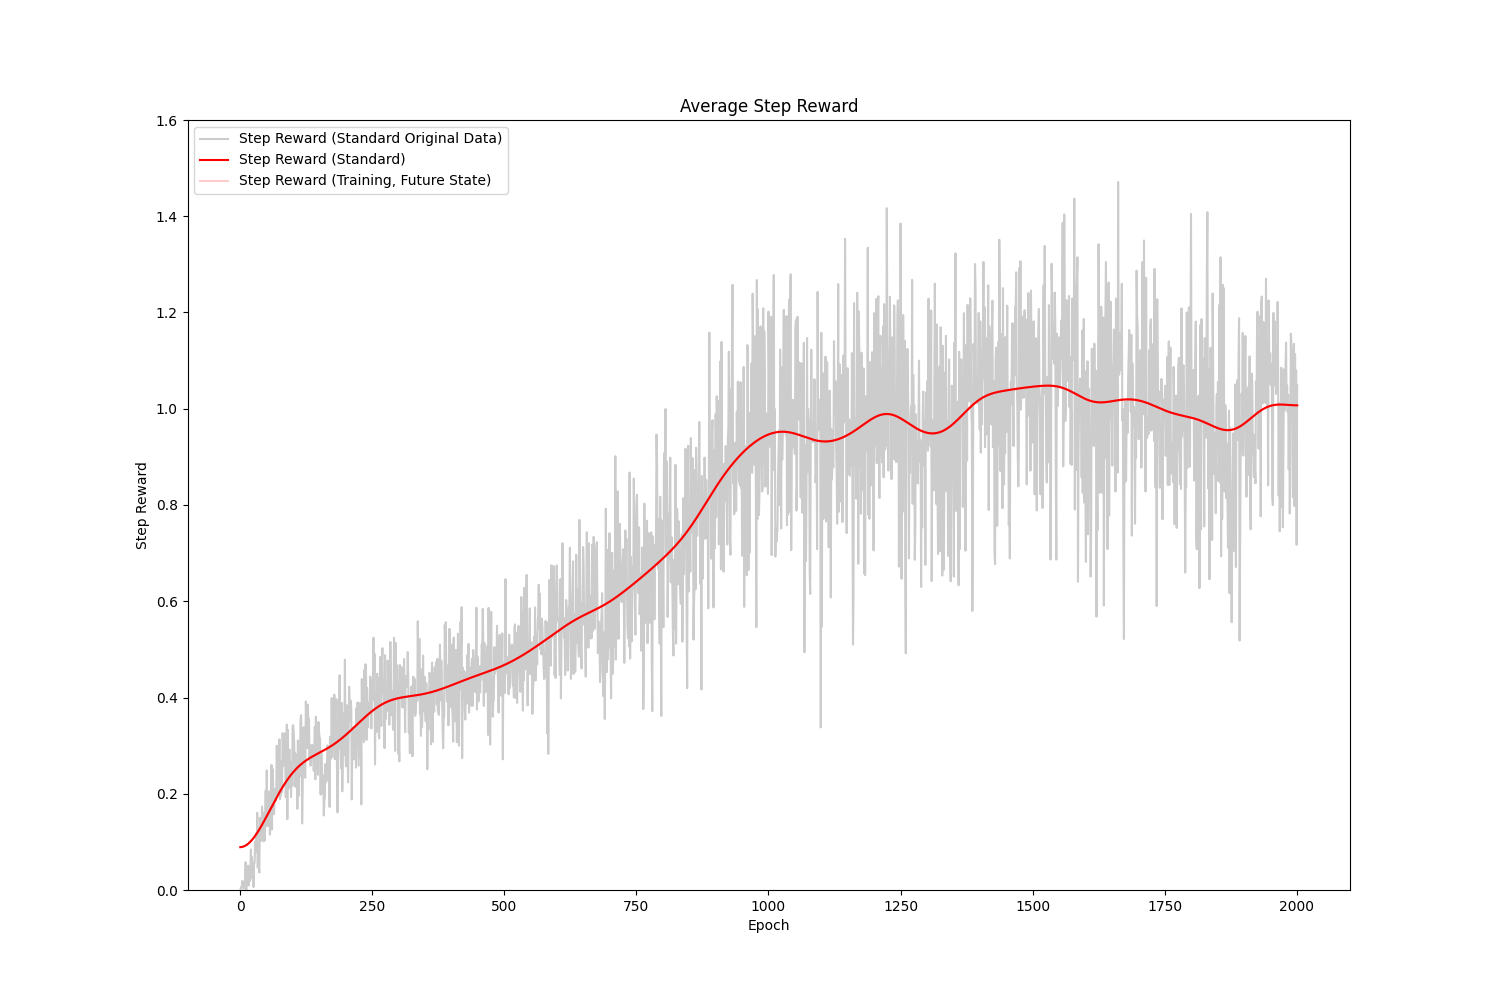 Average Step Reward
Step Reward (Standard Original Data)
Step Reward (Standard)
Step Reward (Training, Future State)
1.6
1.4
1.2
1.0
0.8
0.6
0.4
0.2
0.0
Step Reward
0 250 500 750 1000 1250 1500 1750 2000
Epoch